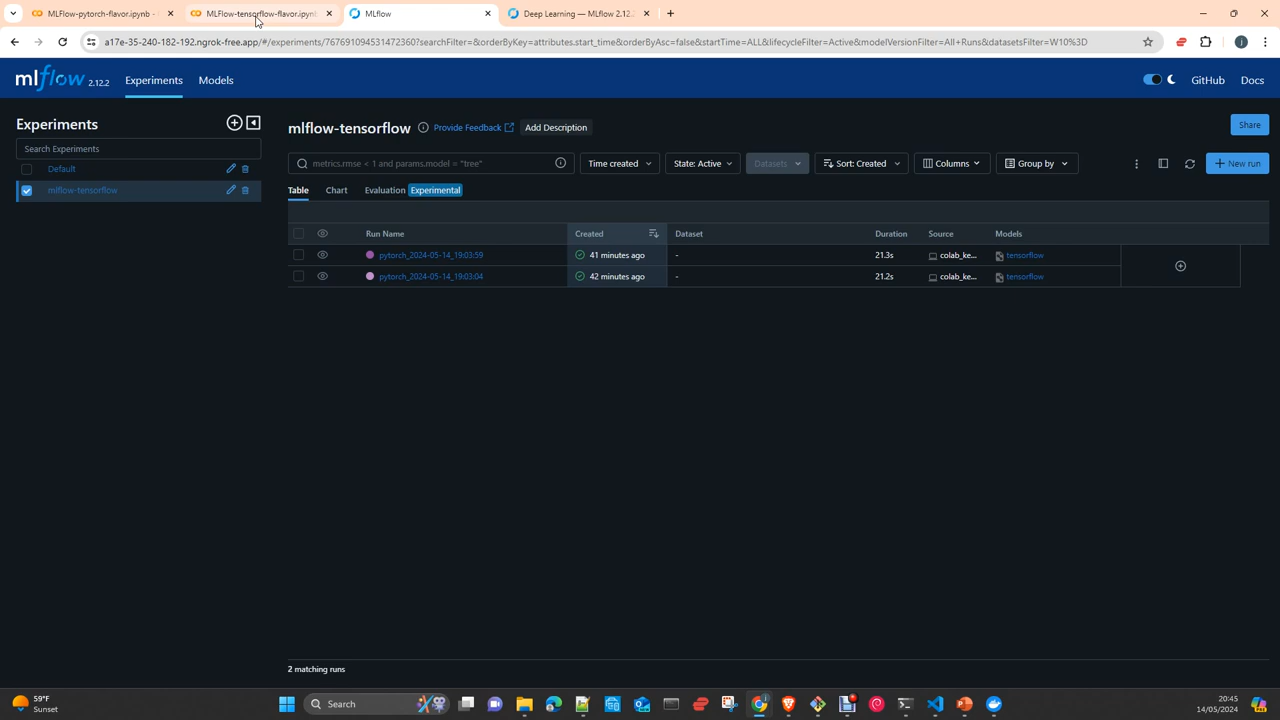 MLFlow-pytorch-flavor.ipynb -
MLFlow-tensorflow-flavor.ipynb
MLflow
Deep Learning — MLflow 2.12.
a17e-35-240-182-192.ngrok-free.app/#/experiments/767691094531472360?searchFilter=&orderByKey=attributes.start_time&orderByAsc=false&startTime=ALL&lifecycleFilter=Active&modelVersionFilter=All+Runs&datasetsFilter=W10%3D
mlflow 2.12.2
Experiments
Models
GitHub
Docs
Experiments
Search Experiments
Default
mlflow-tensorflow
mlflow-tensorflow
Provide Feedback
Add Description
Share
metrics.rmse < 1 and params.model = "tree"
Time created
State: Active
Datasets
Sort: Created
Columns
Group by
New run
Table
Chart
Evaluation Experimental
Run Name Created Dataset Duration Source Models
pytorch_2024-05-14_19:03:59 41 minutes ago - 21.3s colab_ke... tensorflow
pytorch_2024-05-14_19:03:04 42 minutes ago - 21.2s colab_ke... tensorflow
2 matching runs
59°F
Sunset
Search
20:45
14/05/2024